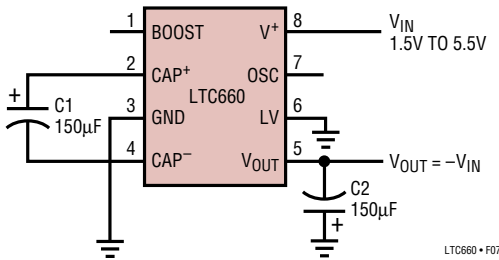 1 BOOST V+ 8 VIN
1.5V TO 5.5V
2 CAP+ OSC 7
LTC660
+ C1
150µF
3 GND LV 6
4 CAP− VOUT 5 VOUT = –VIN
C2
150µF
+
LTC660 • F07